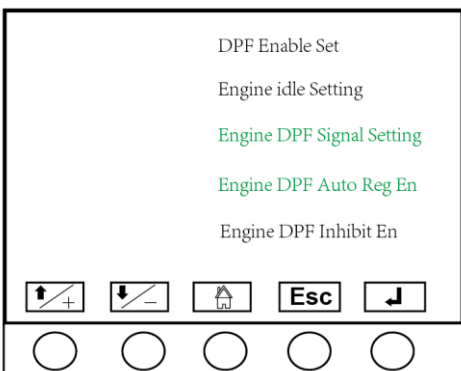 DPF Enable Set
Engine idle Setting
Engine DPF Signal Setting
Engine DPF Auto Reg En
Engine DPF Inhibit En
⬆/+ ⬇/− Esc ↲